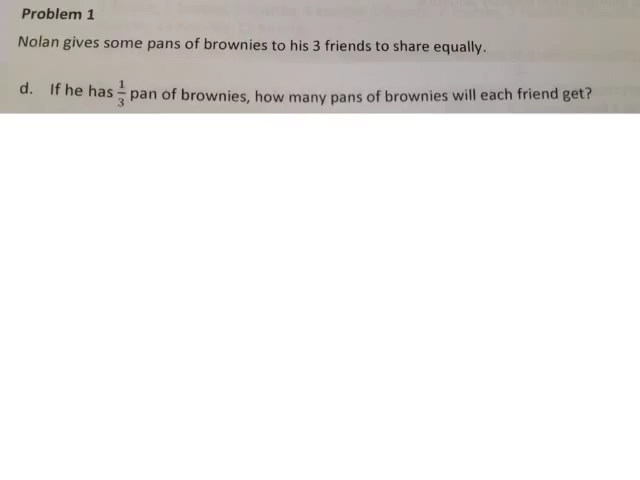 Problem 1
Nolan gives some pans of brownies to his 3 friends to share equally.
d. If he has 1/3 pan of brownies, how many pans of brownies will each friend get?